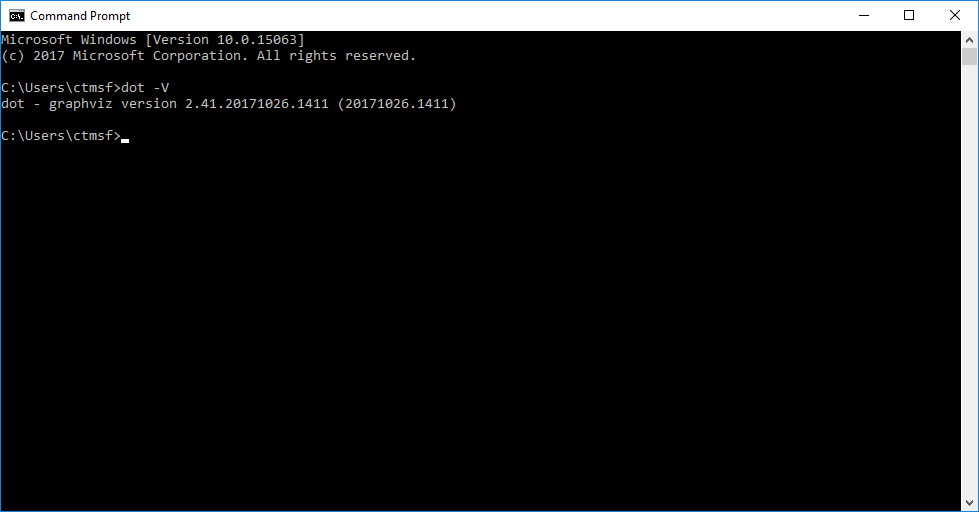 Command Prompt
Microsoft Windows [Version 10.0.15063]
(c) 2017 Microsoft Corporation. All rights reserved.
C:\Users\ctmsf>dot -V
dot - graphviz version 2.41.20171026.1411 (20171026.1411)
C:\Users\ctmsf>